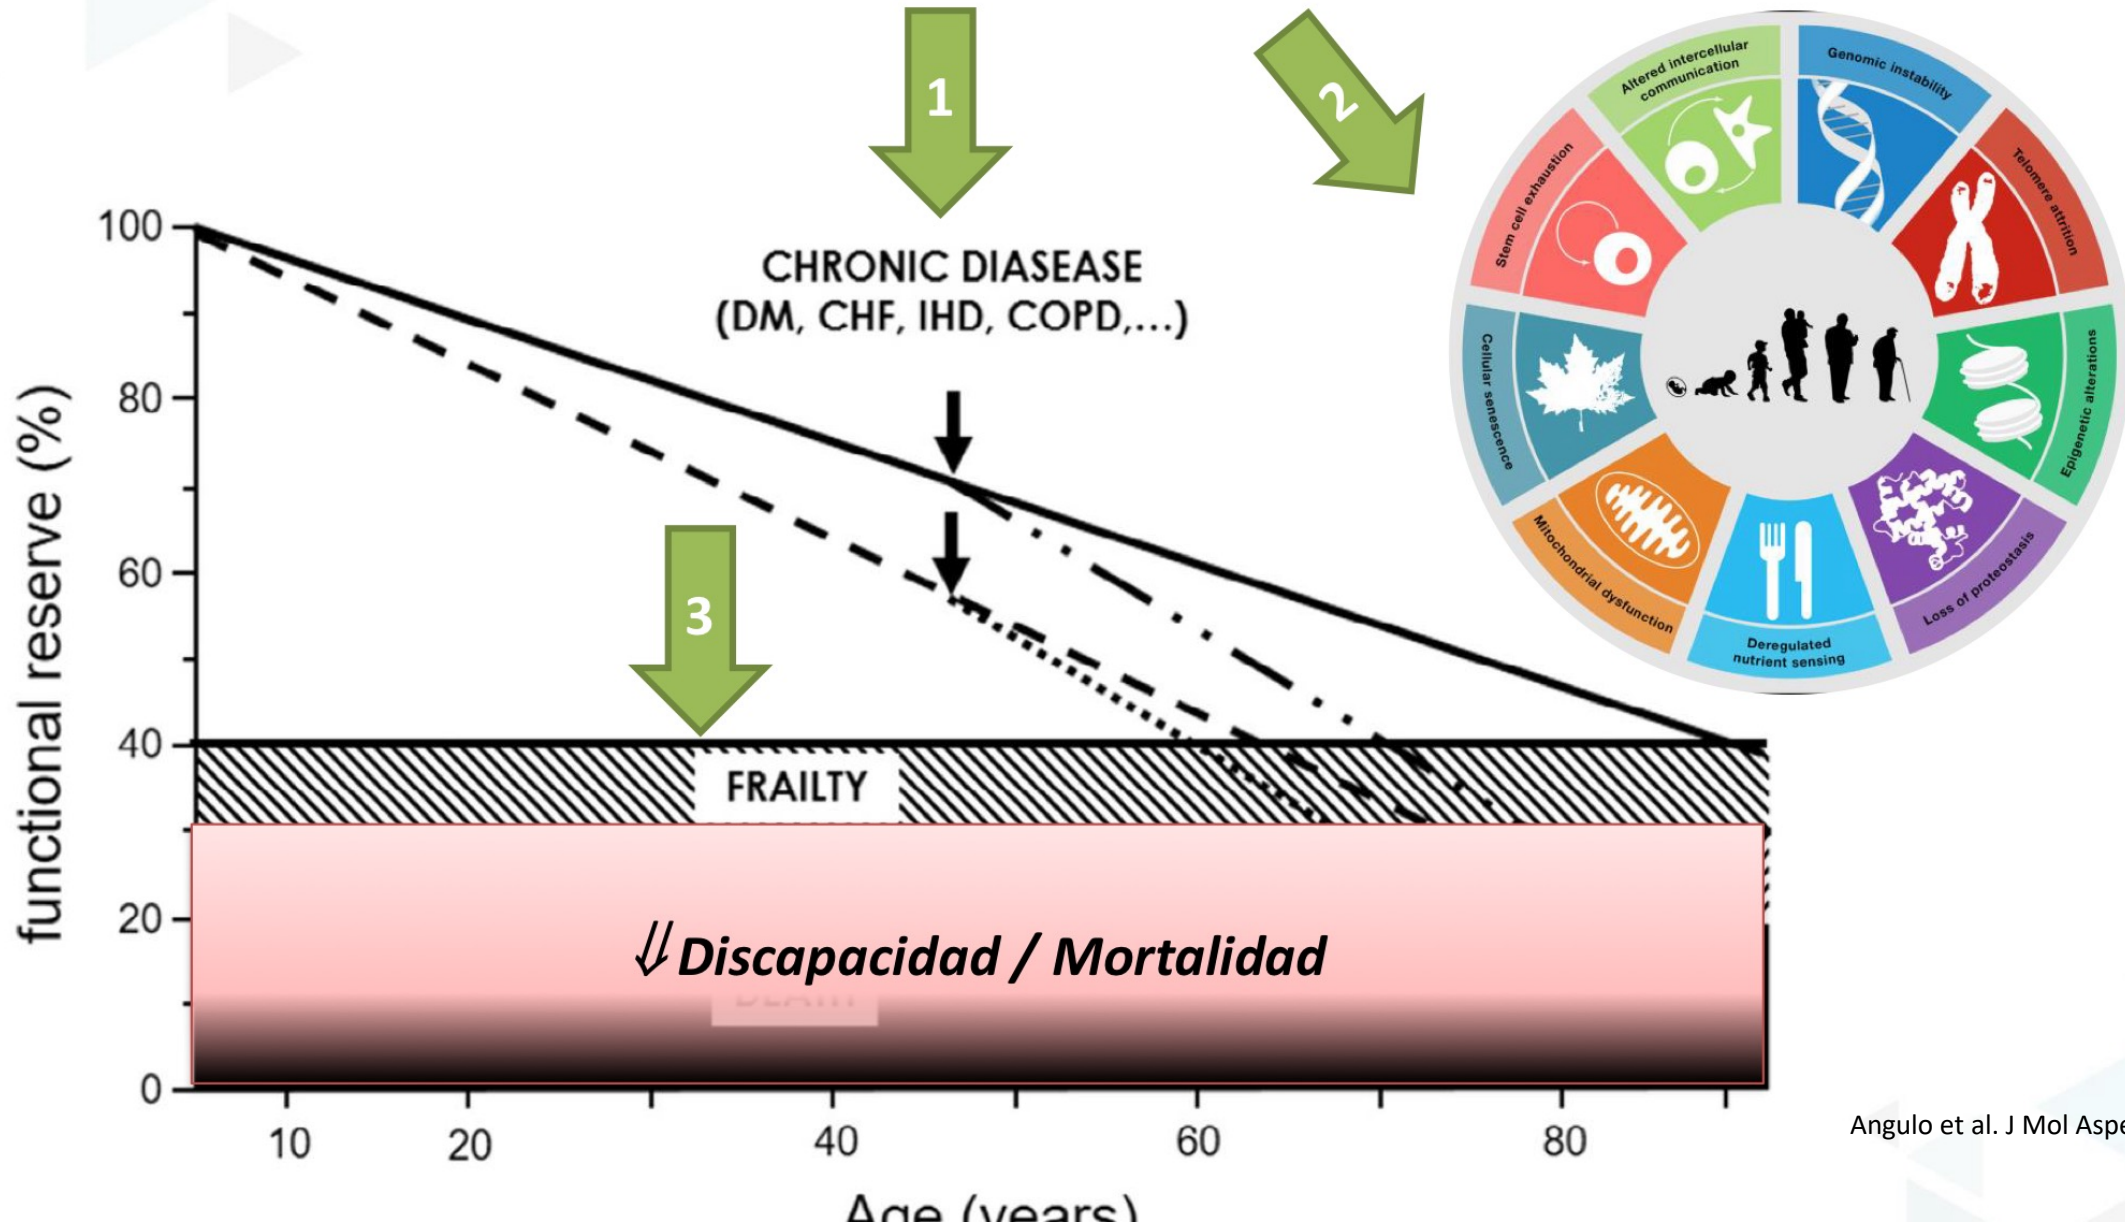 1
2
CHRONIC DIASEASE
(DM, CHF, IHD, COPD,...)
3
functional reserve (%)
100
80
60
40
20
0
FRAILTY
⇓Discapacidad / Mortalidad
DEATH
10 20 40 60 80
Age (years)
Altered intercellular
communication
Genomic instability
Telomere attrition
Epigenetic alterations
Loss of proteostasis
Deregulated
nutrient sensing
Mitochondrial dysfunction
Cellular senescence
Stem cell exhaustion
Angulo et al. J Mol